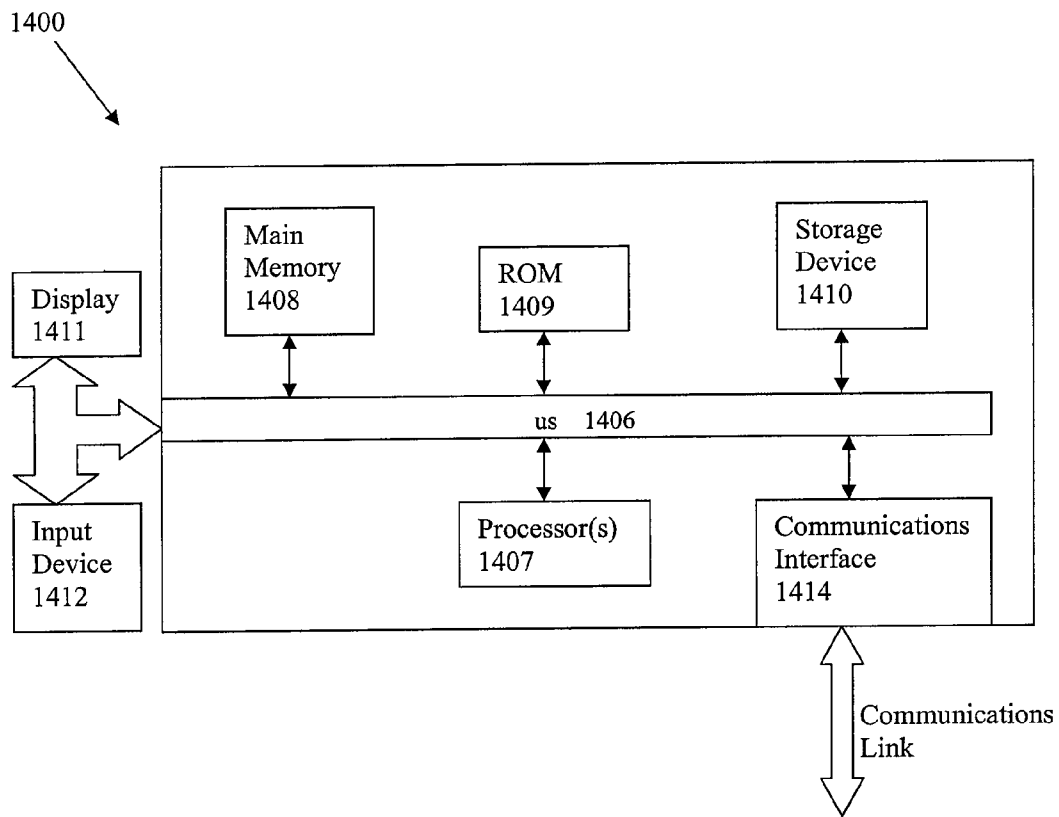 1400
Main
Memory
1408
ROM
1409
Storage
Device
1410
Display
1411
us 1406
Input
Device
1412
Processor(s)
1407
Communications
Interface
1414
Communications
Link